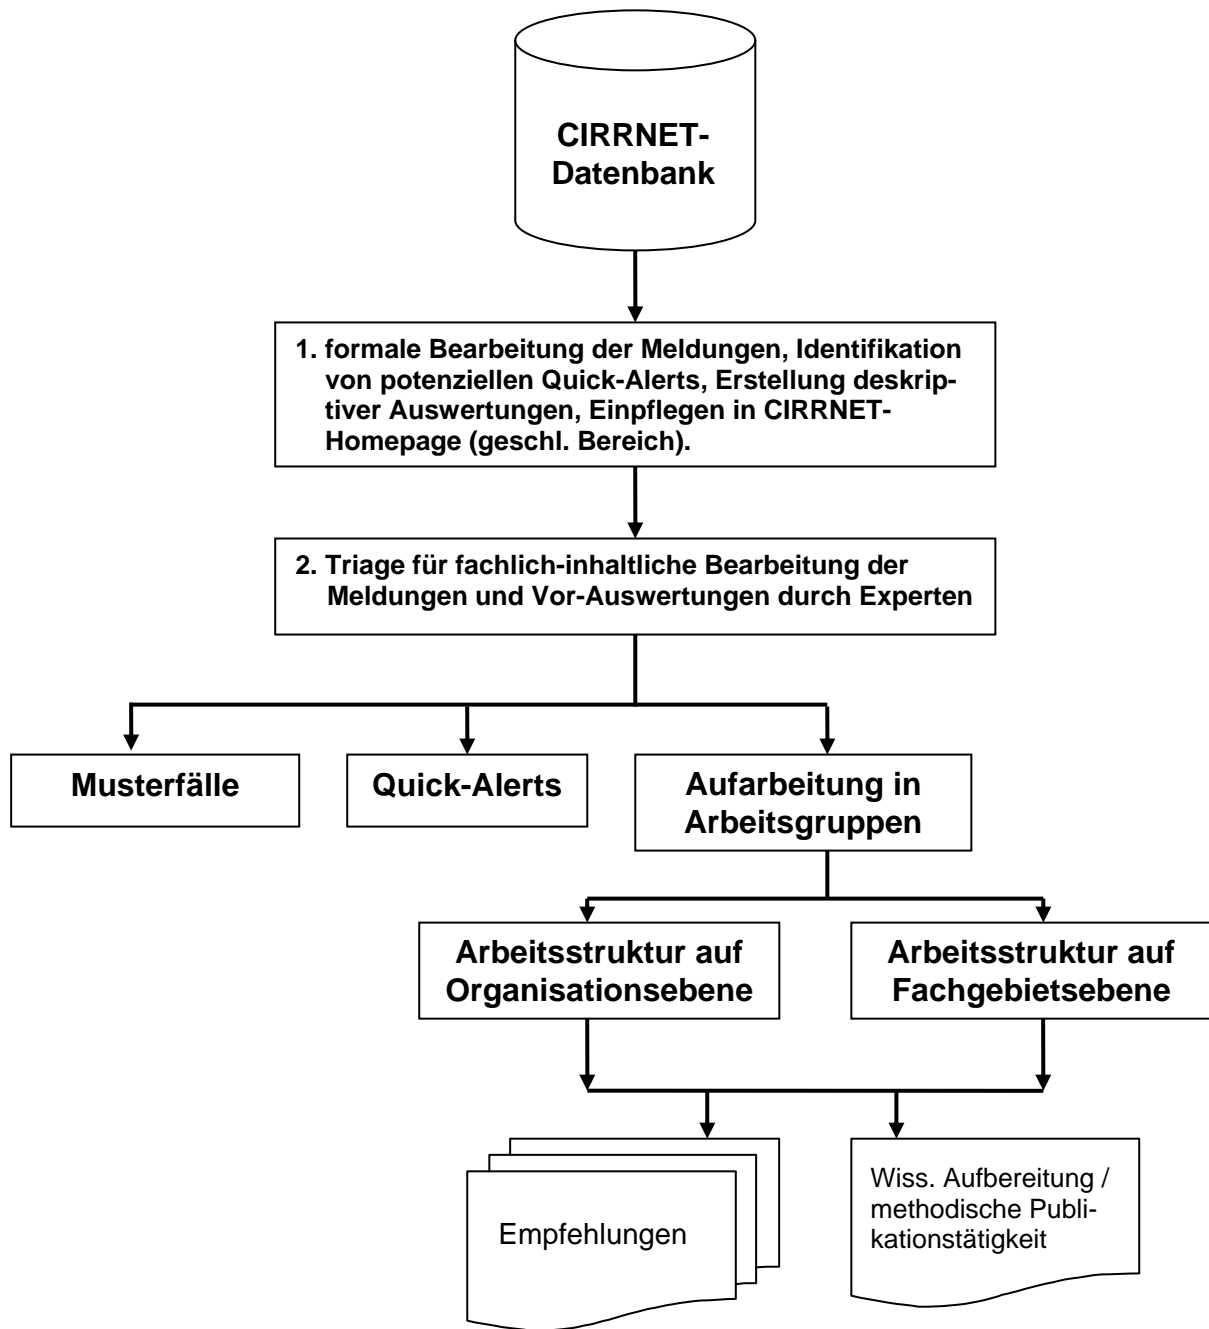 CIRRNET-
Datenbank
1. formale Bearbeitung der Meldungen, Identifikation
von potenziellen Quick-Alerts, Erstellung deskrip-
tiver Auswertungen, Einpflegen in CIRRNET-
Homepage (geschl. Bereich).
2. Triage für fachlich-inhaltliche Bearbeitung der
Meldungen und Vor-Auswertungen durch Experten
Musterfälle
Quick-Alerts
Aufarbeitung in
Arbeitsgruppen
Arbeitsstruktur auf
Organisationsebene
Arbeitsstruktur auf
Fachgebietsebene
Empfehlungen
Wiss. Aufbereitung /
methodische Publi-
kationstätigkeit